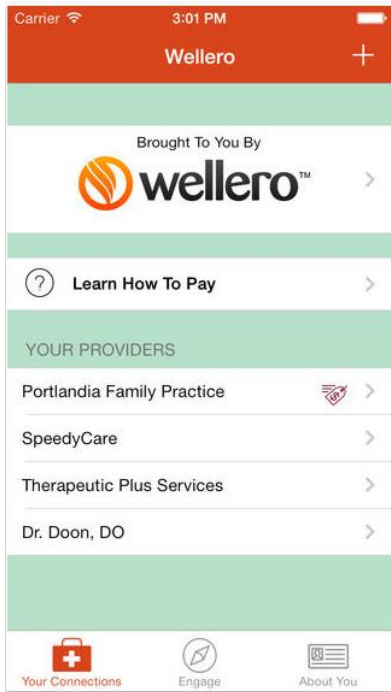 Carrier 3:01 PM
Wellero
Brought To You By
wellero™
? Learn How To Pay
YOUR PROVIDERS
Portlandia Family Practice $
SpeedyCare
Therapeutic Plus Services
Dr. Doon, DO
Your Connections Engage About You